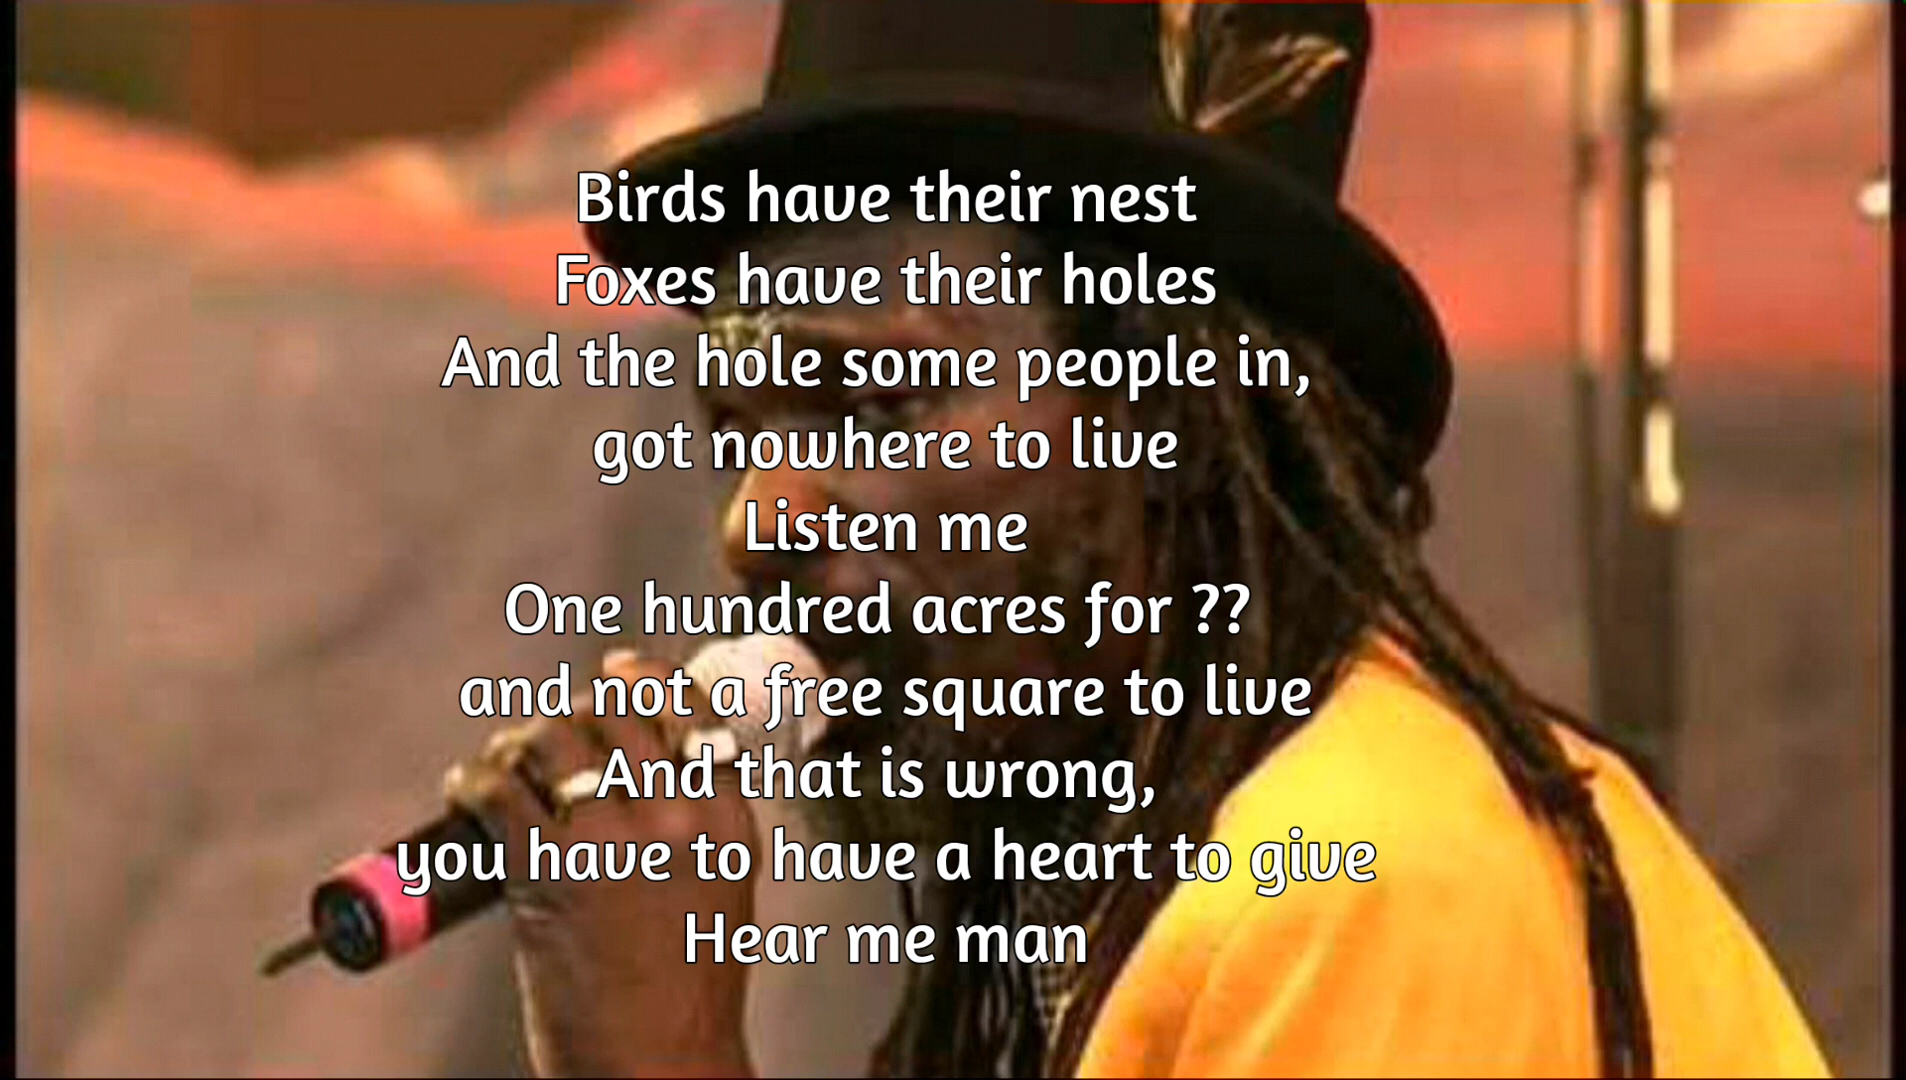 Birds have their nest
Foxes have their holes
And the hole some people in,
got nowhere to live
Listen me
One hundred acres for ??
and not a free square to live
And that is wrong,
you have to have a heart to give
Hear me man